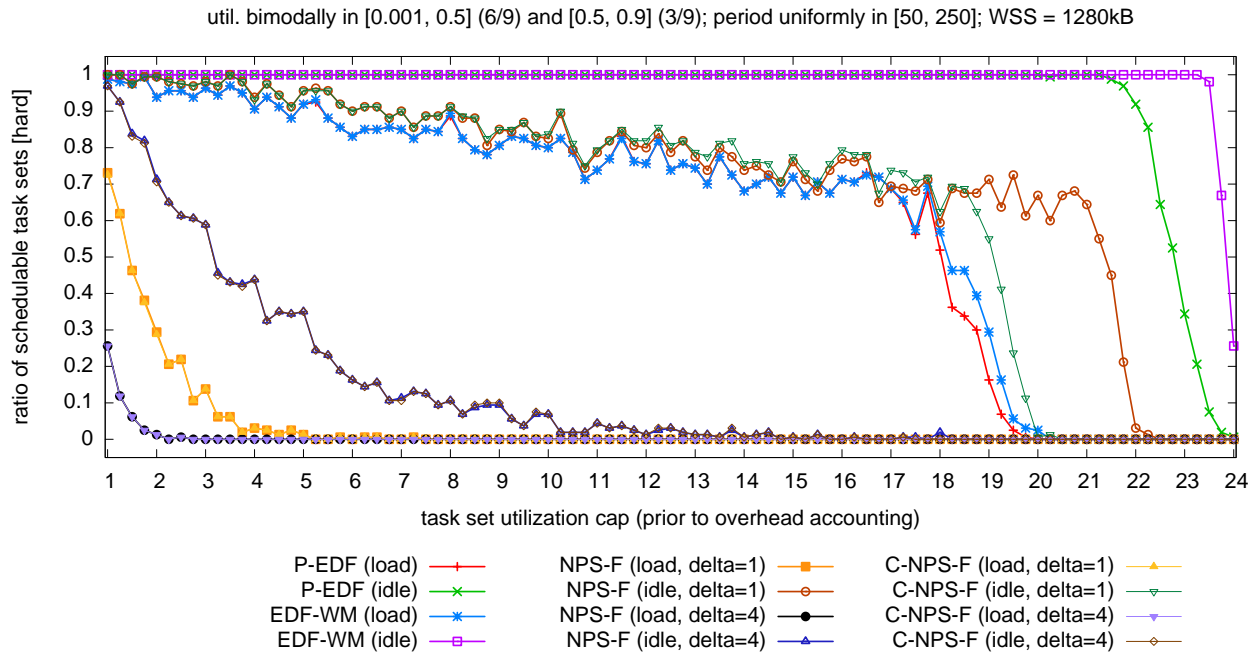 util. bimodally in [0.001, 0.5] (6/9) and [0.5, 0.9] (3/9); period uniformly in [50, 250]; WSS = 1280kB
ratio of schedulable task sets [hard]
1
0.9
0.8
0.7
0.6
0.5
0.4
0.3
0.2
0.1
0
1 2 3 4 5 6 7 8 9 10 11 12 13 14 15 16 17 18 19 20 21 22 23 24
task set utilization cap (prior to overhead accounting)
P-EDF (load)
P-EDF (idle)
EDF-WM (load)
EDF-WM (idle)
NPS-F (load, delta=1)
NPS-F (idle, delta=1)
NPS-F (load, delta=4)
NPS-F (idle, delta=4)
C-NPS-F (load, delta=1)
C-NPS-F (idle, delta=1)
C-NPS-F (load, delta=4)
C-NPS-F (idle, delta=4)